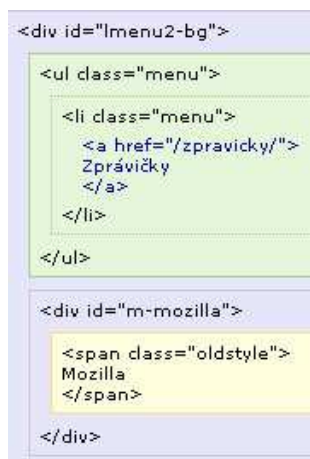 <div id="lmenu2-bg">
<ul class="menu">
<li class="menu">
<a href="/zpravicky/">
Zprávičky
</a>
</li>
</ul>
<div id="m-mozilla">
<span class="oldstyle">
Mozilla
</span>
</div>